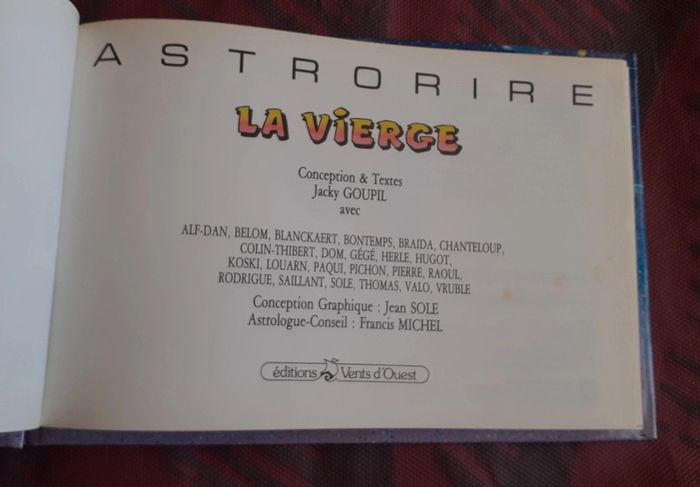 ASTRORIRE
LA ViERGE
Conception & Textes
Jacky GOUPIL
avec
ALF-DAN, BELOM, BLANCKAERT, BONTEMPS, BRAIDA, CHANTELOUP,
COLIN-THIBERT, DOM, GÉGÉ, HERLE, HUGOT,
KOSKI, LOUARN, PAQUI, PICHON, PIERRE, RAOUL,
RODRIGUE, SAILLANT, SOLE, THOMAS, VALO, VRUBLE
Conception Graphique : Jean SOLE
Astrologue-Conseil : Francis MICHEL
éditions Vents d'Ouest